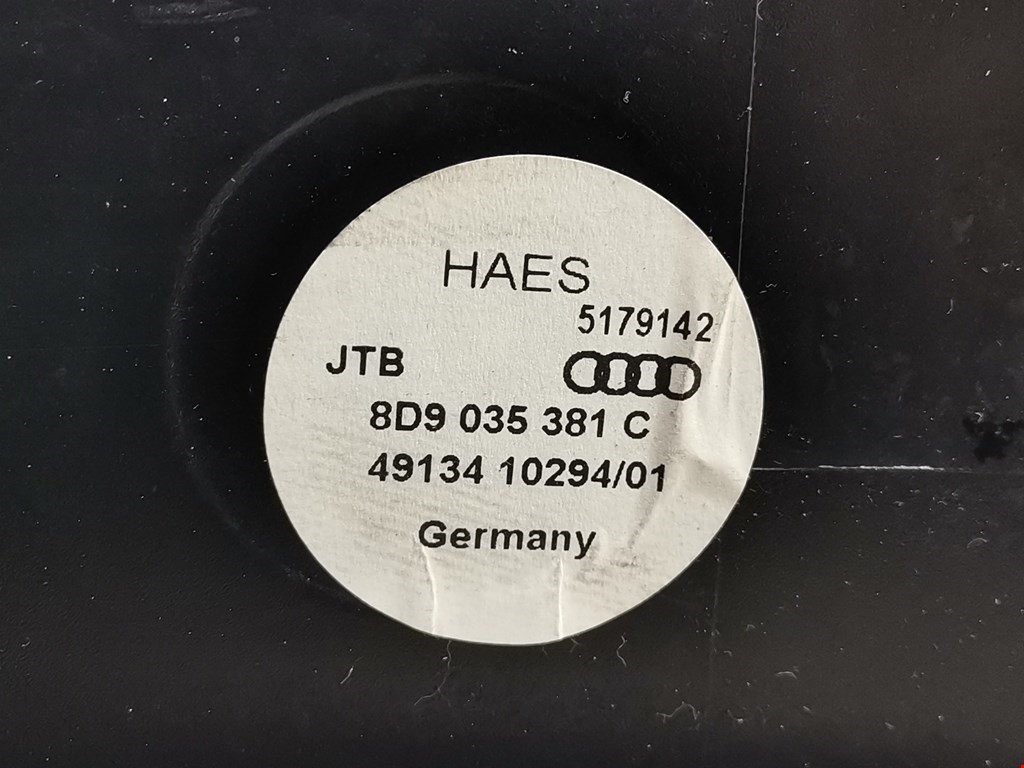 HAES
5179142
JTB
8D9 035 381 C
49134 10294/01
Germany